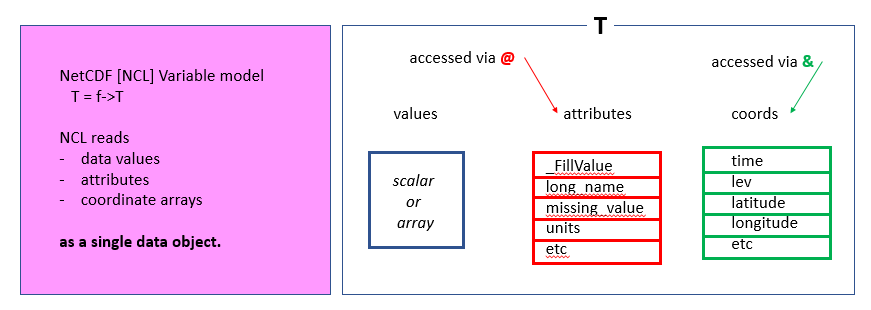 NetCDF [NCL] Variable model
T = f->T
NCL reads
- data values
- attributes
- coordinate arrays
as a single data object.
T
accessed via @
accessed via &
values
attributes
coords
scalar
or
array
_FillValue
long_name
missing_value
units
etc
time
lev
latitude
longitude
etc